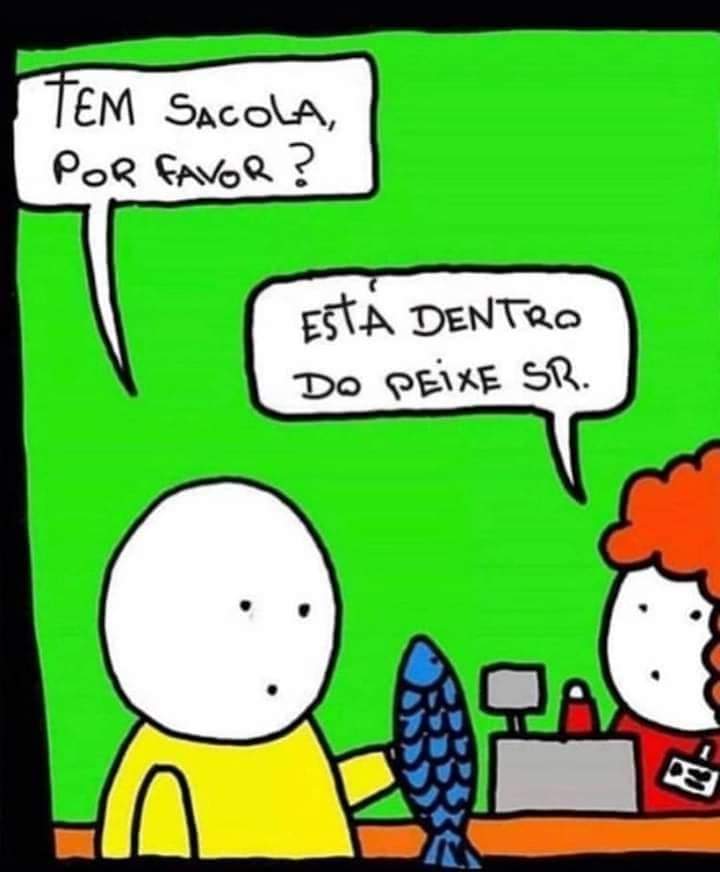 TEM SACOLA,
POR FAVOR?
ESTÁ DENTRO
DO PEIXE SR.